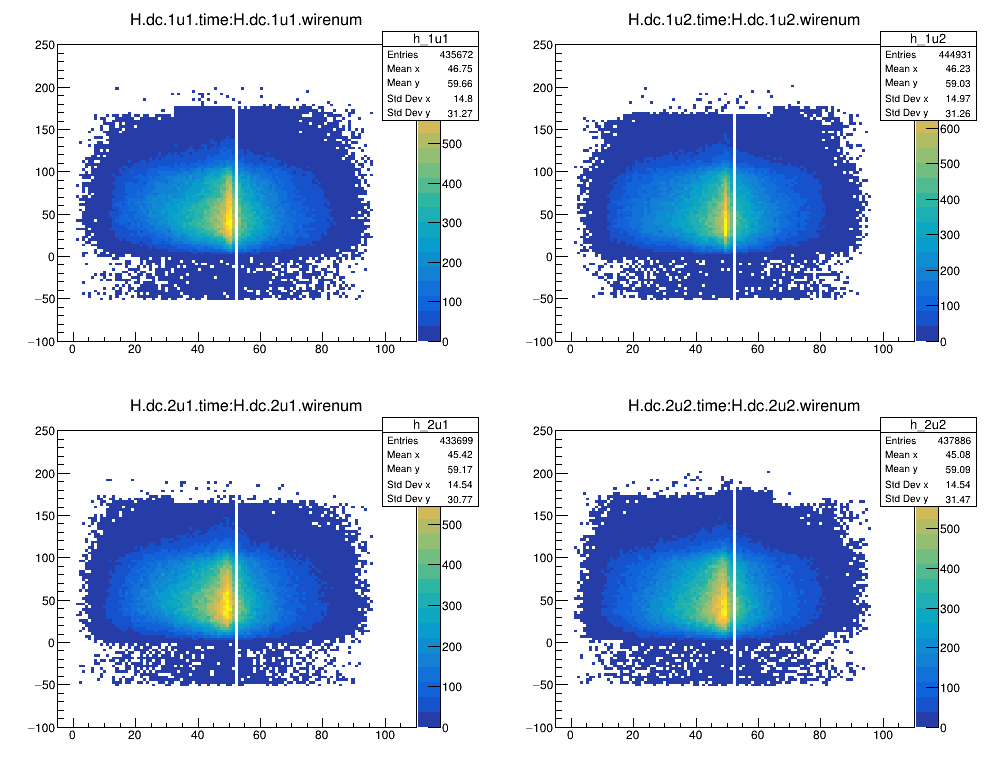 H.dc.1u1.time:H.dc.1u1.wirenum
h_1u1
Entries 435672
Mean x 46.75
Mean y 59.66
Std Dev x 14.8
Std Dev y 31.27
250
200
150
100
50
0
−50
−100
0 20 40 60 80 100
500
400
300
200
100
0
H.dc.1u2.time:H.dc.1u2.wirenum
h_1u2
Entries 444931
Mean x 46.23
Mean y 59.03
Std Dev x 14.97
Std Dev y 31.26
250
200
150
100
50
0
−50
−100
0 20 40 60 80 100
600
500
400
300
200
100
0
H.dc.2u1.time:H.dc.2u1.wirenum
h_2u1
Entries 433699
Mean x 45.42
Mean y 59.17
Std Dev x 14.54
Std Dev y 30.77
250
200
150
100
50
0
−50
−100
0 20 40 60 80 100
500
400
300
200
100
0
H.dc.2u2.time:H.dc.2u2.wirenum
h_2u2
Entries 437886
Mean x 45.08
Mean y 59.09
Std Dev x 14.54
Std Dev y 31.47
250
200
150
100
50
0
−50
−100
0 20 40 60 80 100
500
400
300
200
100
0